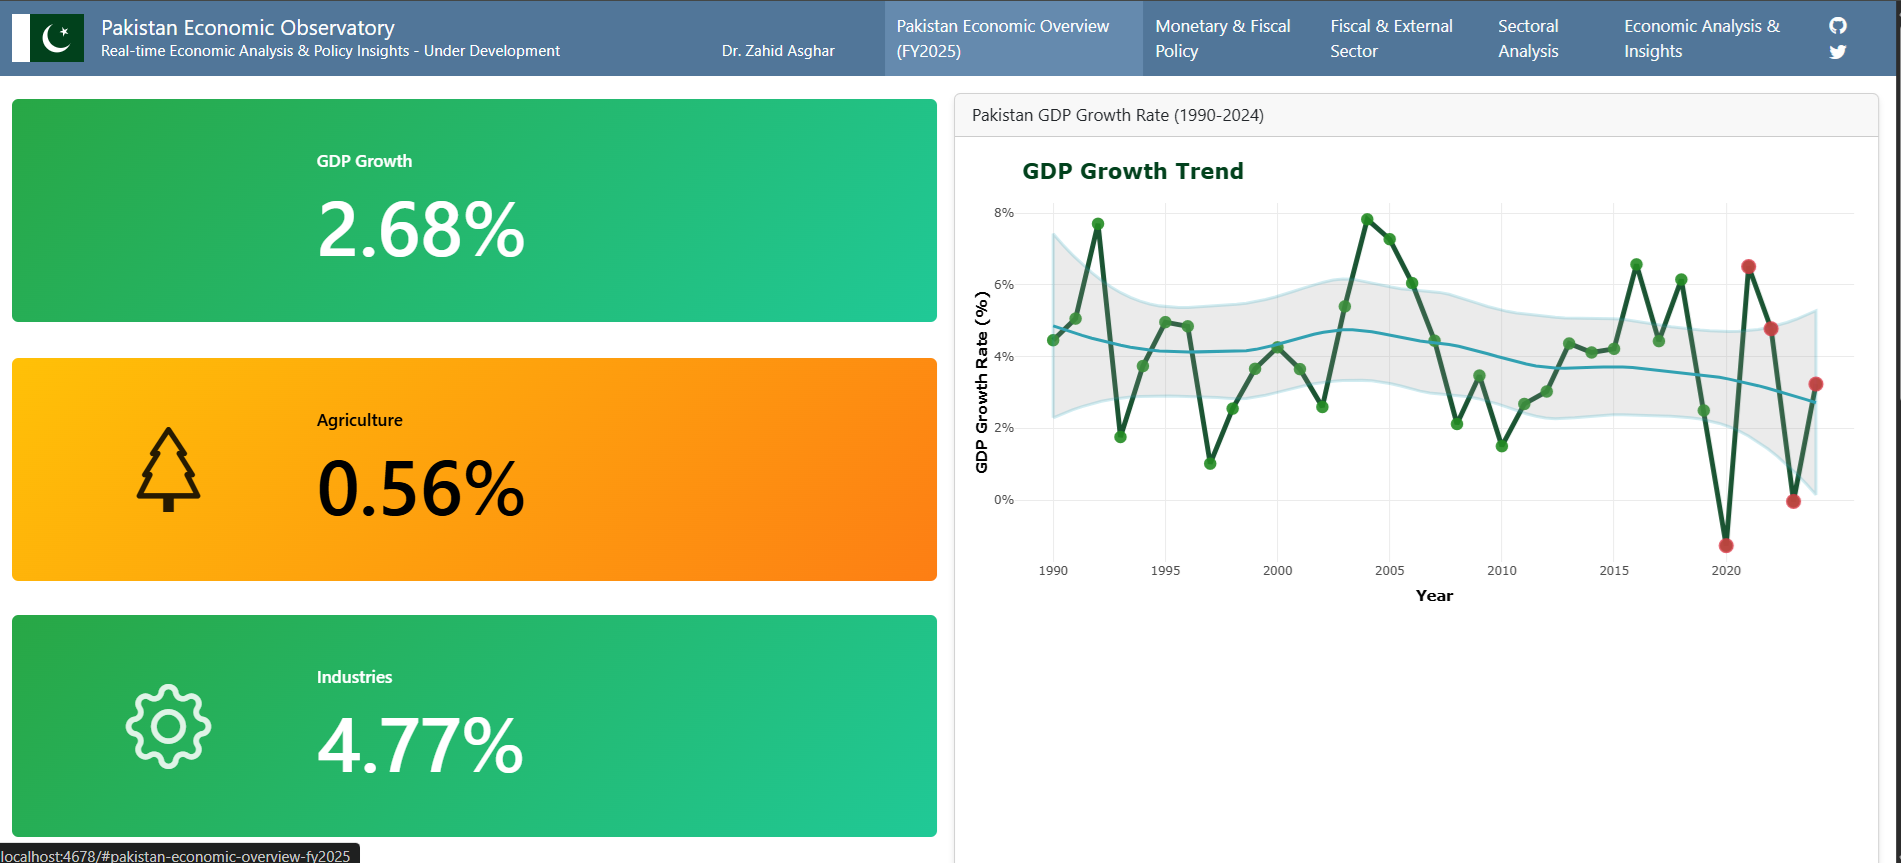 Pakistan Economic Observatory
Real-time Economic Analysis & Policy Insights - Under Development
Dr. Zahid Asghar
Pakistan Economic Overview
(FY2025)
Monetary & Fiscal
Policy
Fiscal & External
Sector
Sectoral
Analysis
Economic Analysis &
Insights
GDP Growth
2.68%
Agriculture
0.56%
Industries
4.77%
Pakistan GDP Growth Rate (1990-2024)
GDP Growth Trend
8%
6%
4%
2%
0%
GDP Growth Rate (%)
1990 1995 2000 2005 2010 2015 2020
Year
localhost:4678/#pakistan-economic-overview-fy2025